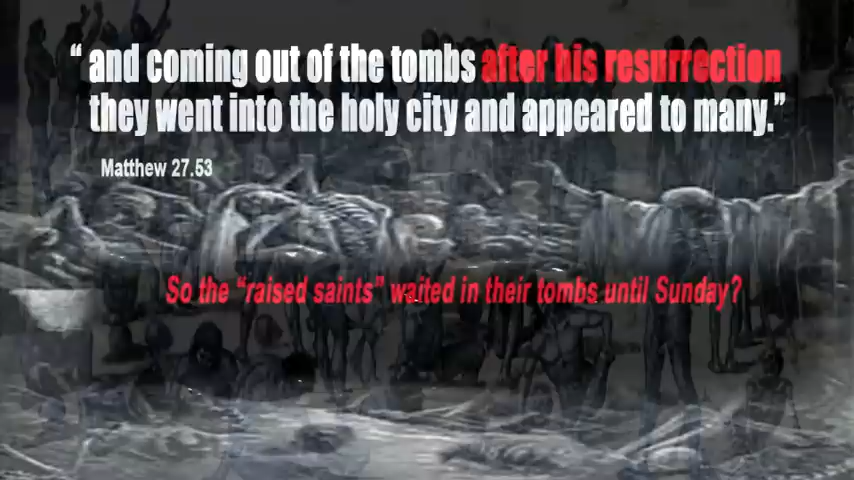 “ and coming out of the tombs after his resurrection
they went into the holy city and appeared to many.”
Matthew 27.53
So the “raised saints” waited in their tombs until Sunday?